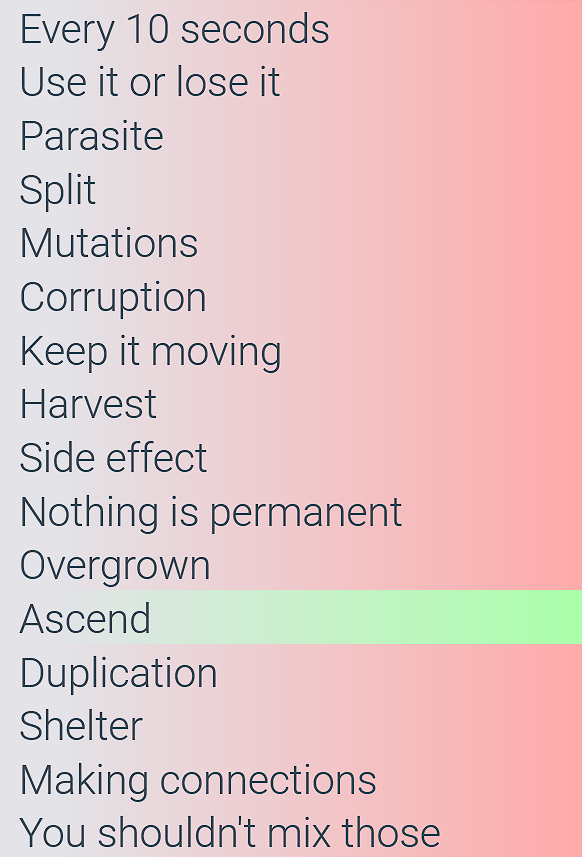 Every 10 seconds
Use it or lose it
Parasite
Split
Mutations
Corruption
Keep it moving
Harvest
Side effect
Nothing is permanent
Overgrown
Ascend
Duplication
Shelter
Making connections
You shouldn't mix those